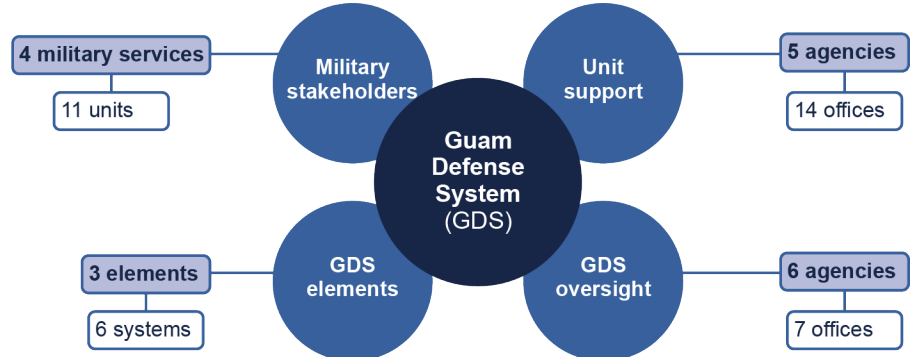 4 military services
11 units
Military
stakeholders
Unit
support
5 agencies
14 offices
Guam
Defense
System
(GDS)
3 elements
6 systems
GDS
elements
GDS
oversight
6 agencies
7 offices